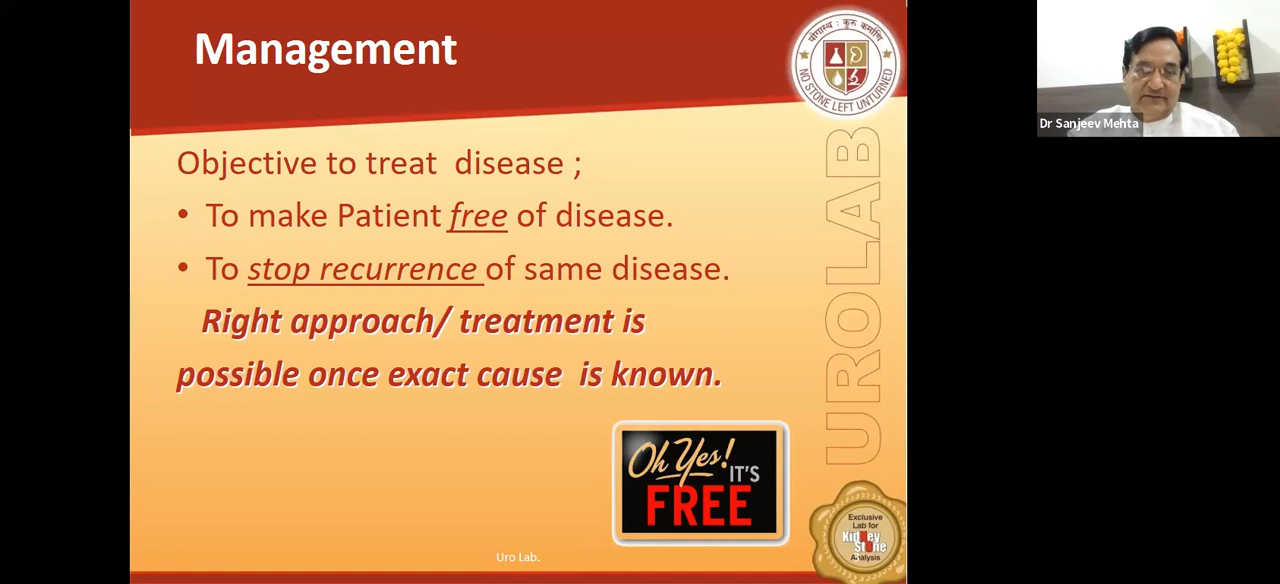 Management
योगस्थ : कुरु कर्माणि
NO STONE LEFT UNTURNED
Dr Sanjeev Mehta
Objective to treat disease ;
• To make Patient free of disease.
• To stop recurrence of same disease.
Right approach/ treatment is
possible once exact cause is known.
UROLAB
Oh Yes!
IT'S
FREE
Exclusive
Lab for
Kidney
Stone
Analysis
Uro Lab.